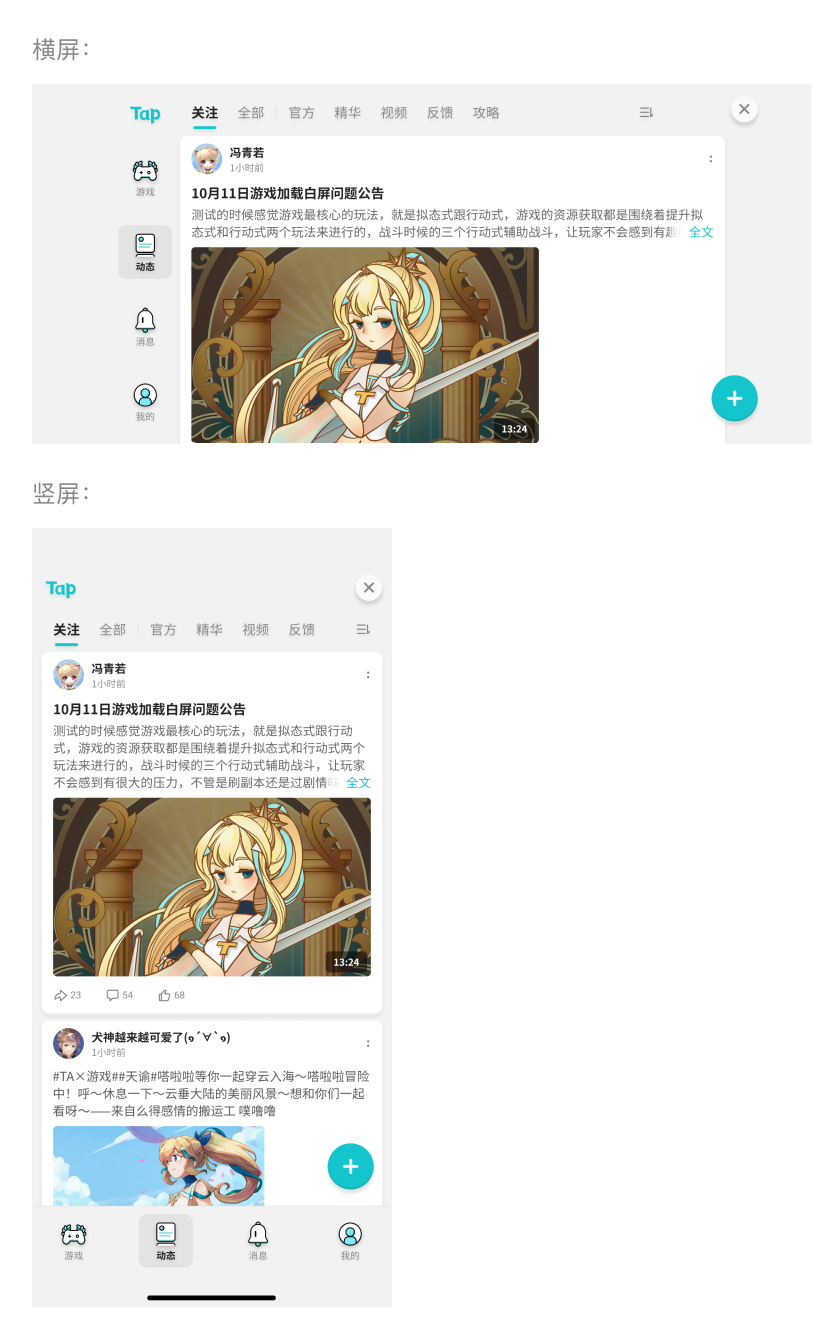 横屏：
Tap
关注 全部 官方 精华 视频 反馈 攻略
冯青若
1小时前
游戏
10月11日游戏加载白屏问题公告
测试的时候感觉游戏最核心的玩法，就是拟态式跟行动式，游戏的资源获取都是围绕着提升拟
态式和行动式两个玩法来进行的，战斗时候的三个行动式辅助战斗，让玩家不会感到有趣 全文
动态
消息
我的
13:24
竖屏：
Tap
关注 全部 官方 精华 视频 反馈
冯青若
1小时前
10月11日游戏加载白屏问题公告
测试的时候感觉游戏最核心的玩法，就是拟态式跟行动
式，游戏的资源获取都是围绕着提升拟态式和行动式两个
玩法来进行的，战斗时候的三个行动式辅助战斗，让玩家
不会感到有很大的压力，不管是刷副本还是过剧情 全文
13:24
23 54 68
犬神越来越可爱了(๑´∀`๑)
1小时前
#TA×游戏##天谕#嗒啦啦等你一起穿云入海～嗒啦啦冒险
中！呼～休息一下～云垂大陆的美丽风景～想和你们一起
看呀～——来自么得感情的搬运工 噗噜噜
游戏 动态 消息 我的